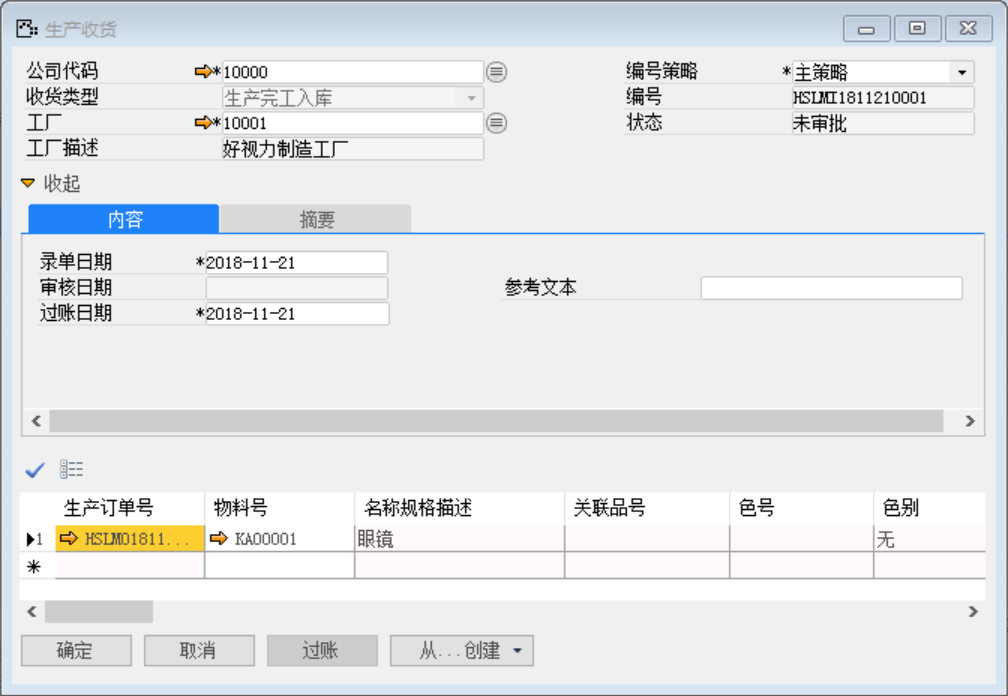 生产收货
公司代码 *10000 编号策略 *主策略
收货类型 生产完工入库 编号 HSLMI1811210001
工厂 *10001 状态 未审批
工厂描述 好视力制造工厂
收起
内容 摘要
录单日期 *2018-11-21
审核日期 参考文本
过账日期 *2018-11-21
生产订单号 物料号 名称规格描述 关联品号 色号 色别
1 HSLMO1811... KA00001 眼镜 无
*
确定 取消 过账 从...创建